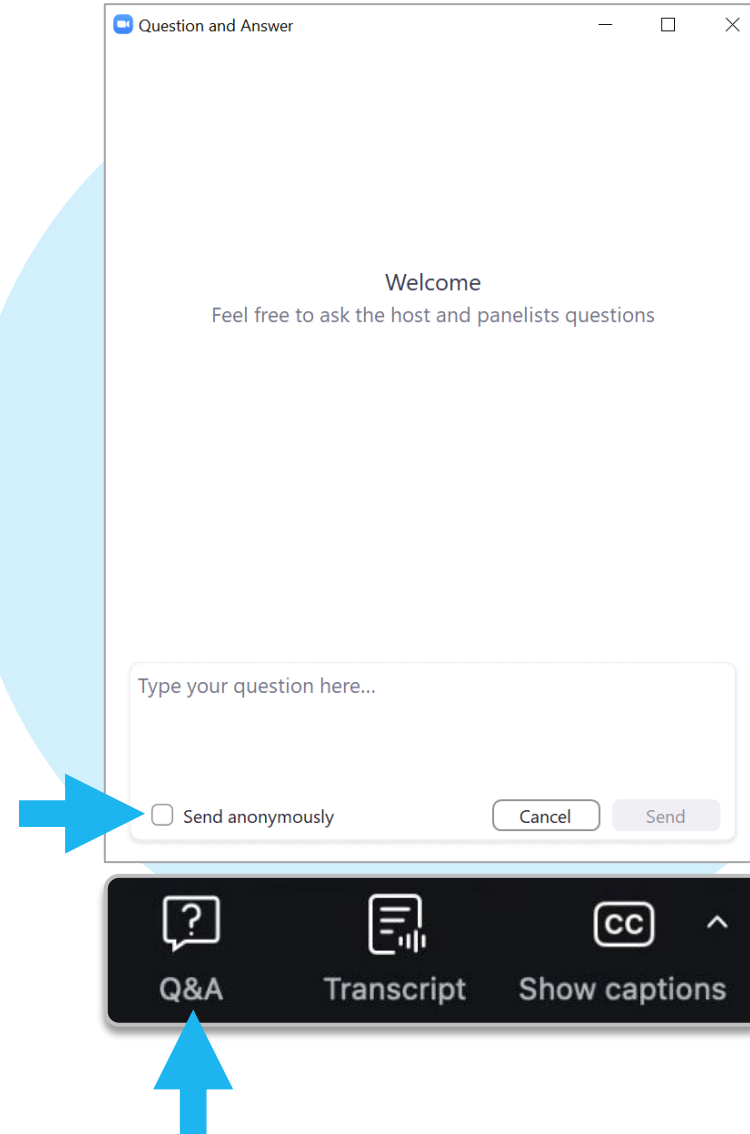 Question and Answer
Welcome
Feel free to ask the host and panelists questions
Type your question here...
Send anonymously
Cancel
Send
?
CC
Q&A
Transcript
Show captions